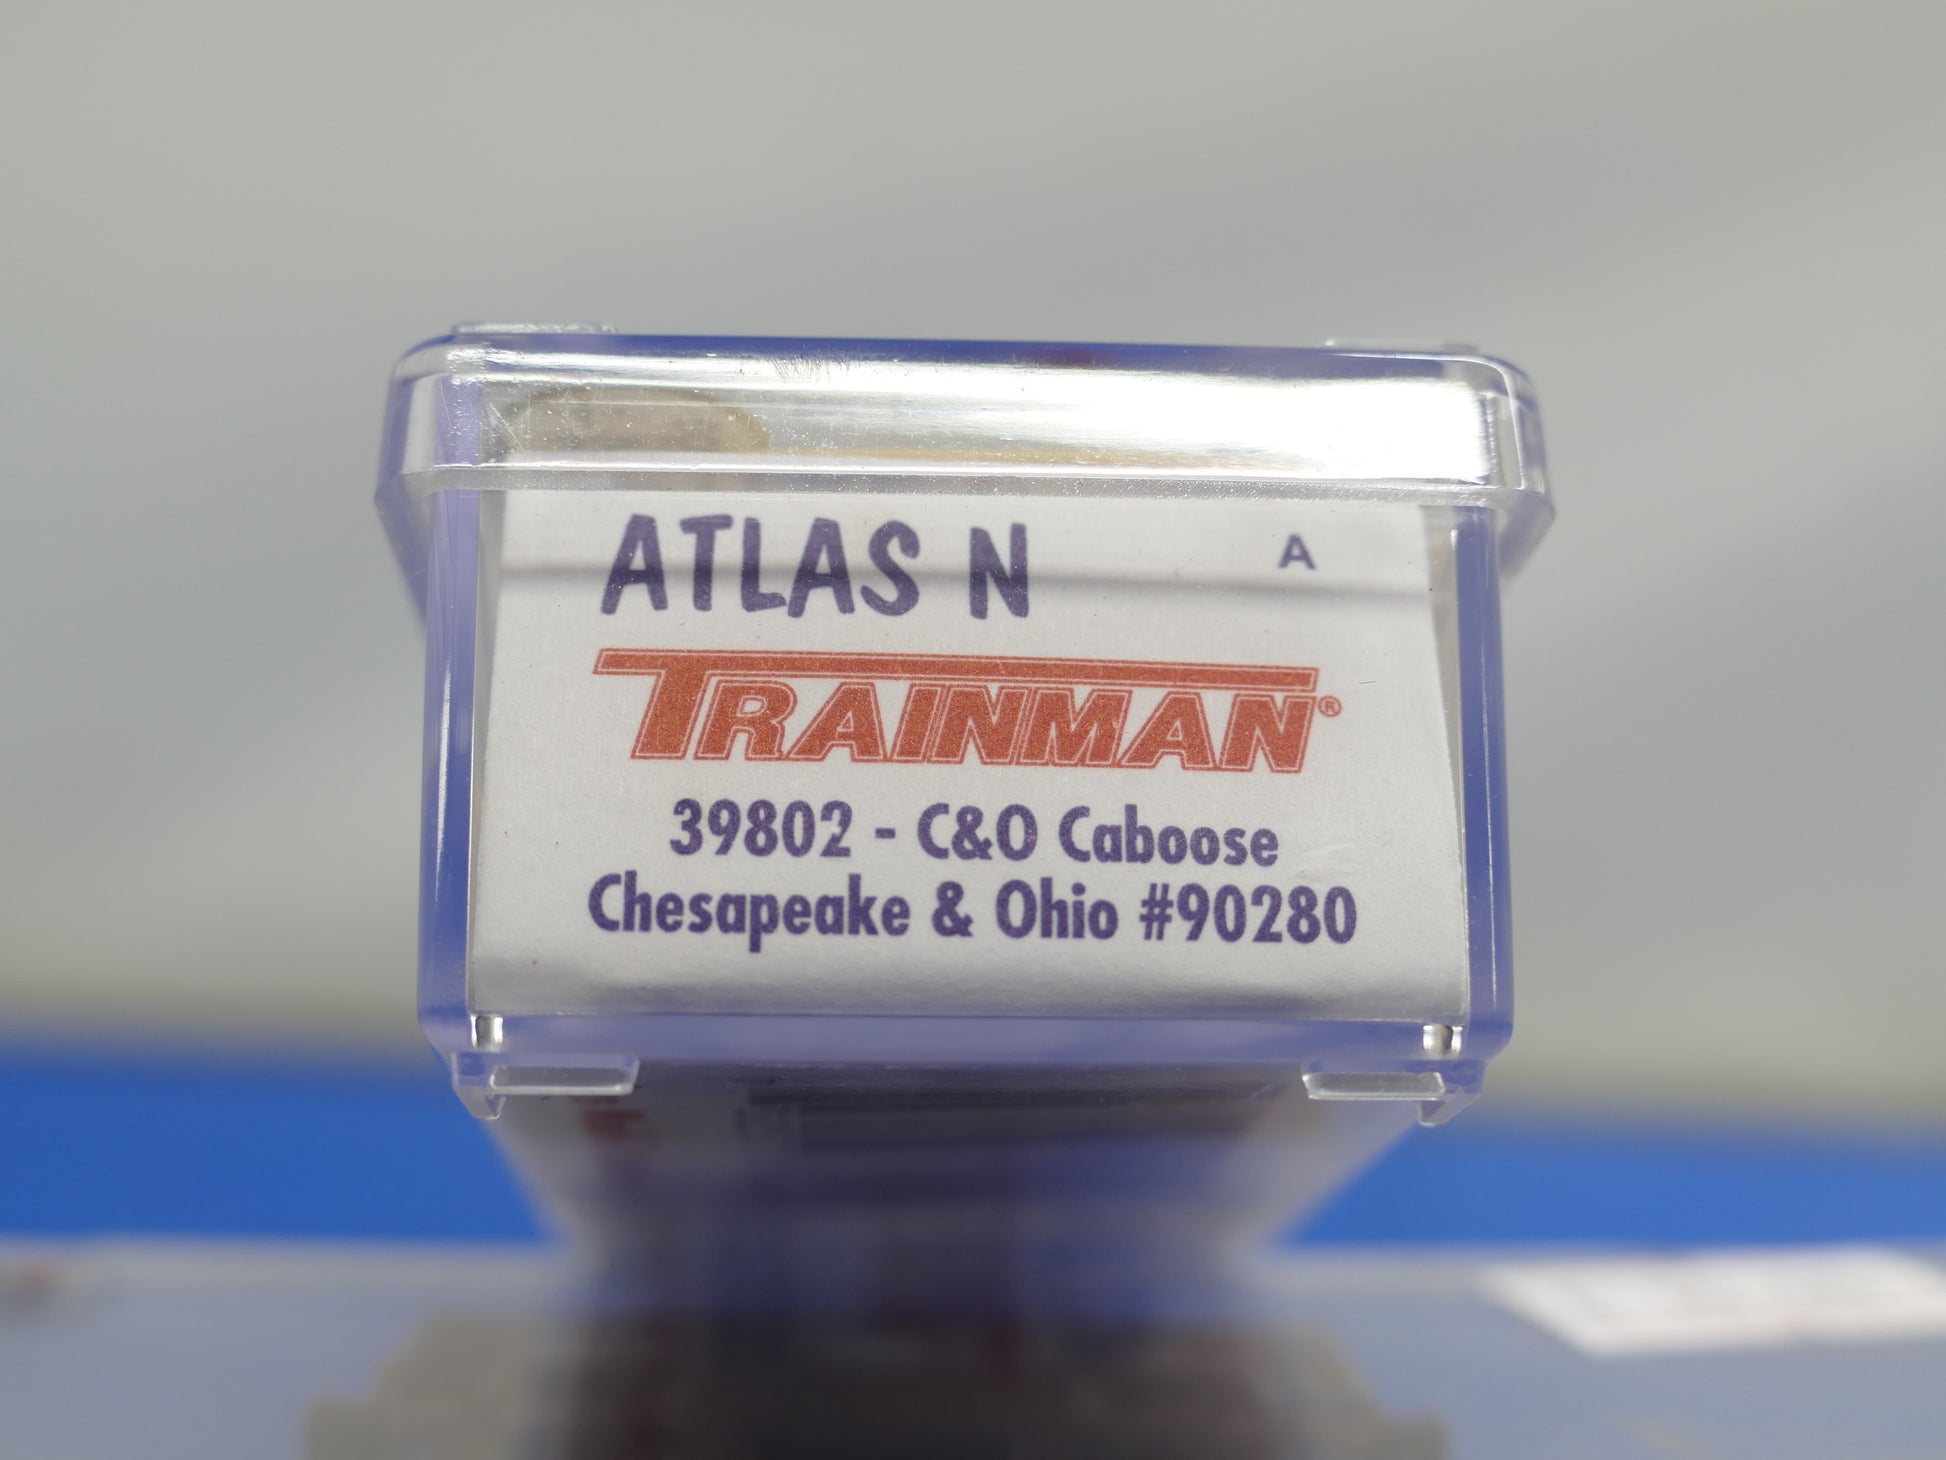 ATLAS N A
TRAINMAN®
39802 - C&O Caboose
Chesapeake & Ohio #90280